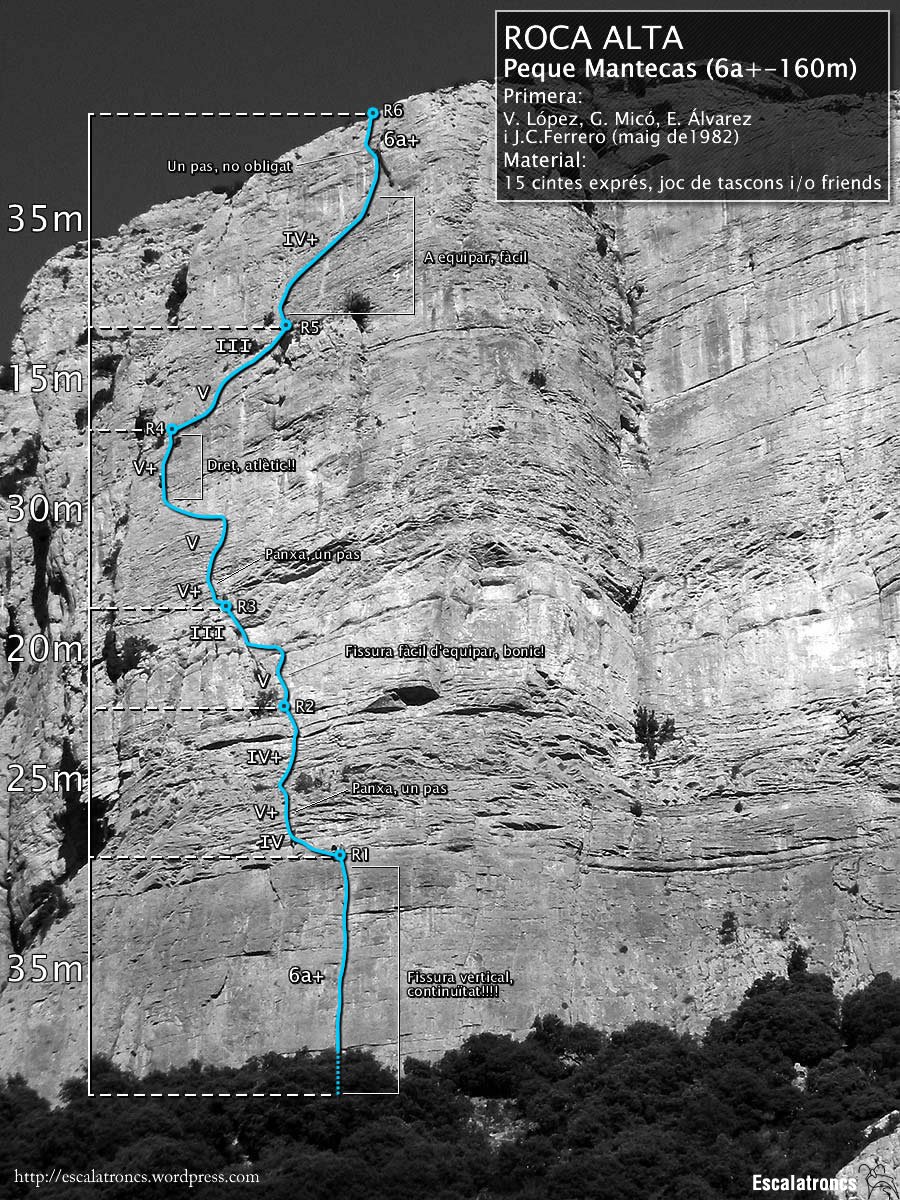 ROCA ALTA
Peque Mantecas (6a+-160m)
Primera:
V. López, G. Micó, E. Álvarez
i J.C.Ferrero (maig de1982)
Material:
15 cintes exprés, joc de tascons i/o friends
R6
6a+
Un pas, no obligat
35m
IV+
A equipar, fàcil
R5
III
15m
V
R4
V+
Dret, atlètic!!
30m
V
Panxa, un pas
V+
R3
III
20m
Fissura fàcil d'equipar, bonic!
V
R2
IV+
25m
Panxa, un pas
V+
IV
R1
35m
6a+
Fissura vertical,
continuïtat!!!!
http://escalatroncs.wordpress.com
Escalatroncs